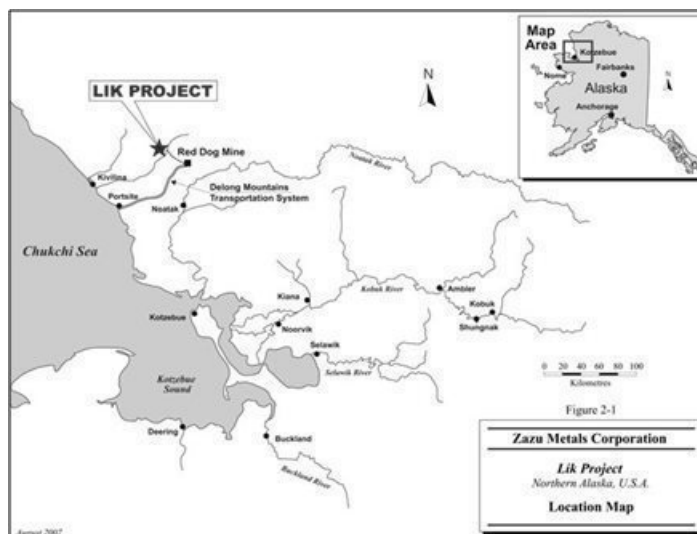 Map
Area
Kotzebue
Nome
Fairbanks
Alaska
Anchorage
N
N
LIK PROJECT
Red Dog Mine
Kivilina
Portsite
Noatak
Delong Mountains
Transportation System
Noatak River
Chukchi Sea
Kotzebue
Kiana
Kobuk River
Ambler
Kobuk
Noorvik
Shungnak
Selawik
Selawik River
Kotzebue
Sound
Deering
Buckland
Buckland River
0 20 40 60 80 100
Kilometres
Figure 2-1
Zazu Metals Corporation
Lik Project
Northern Alaska, U.S.A.
Location Map
August 2007